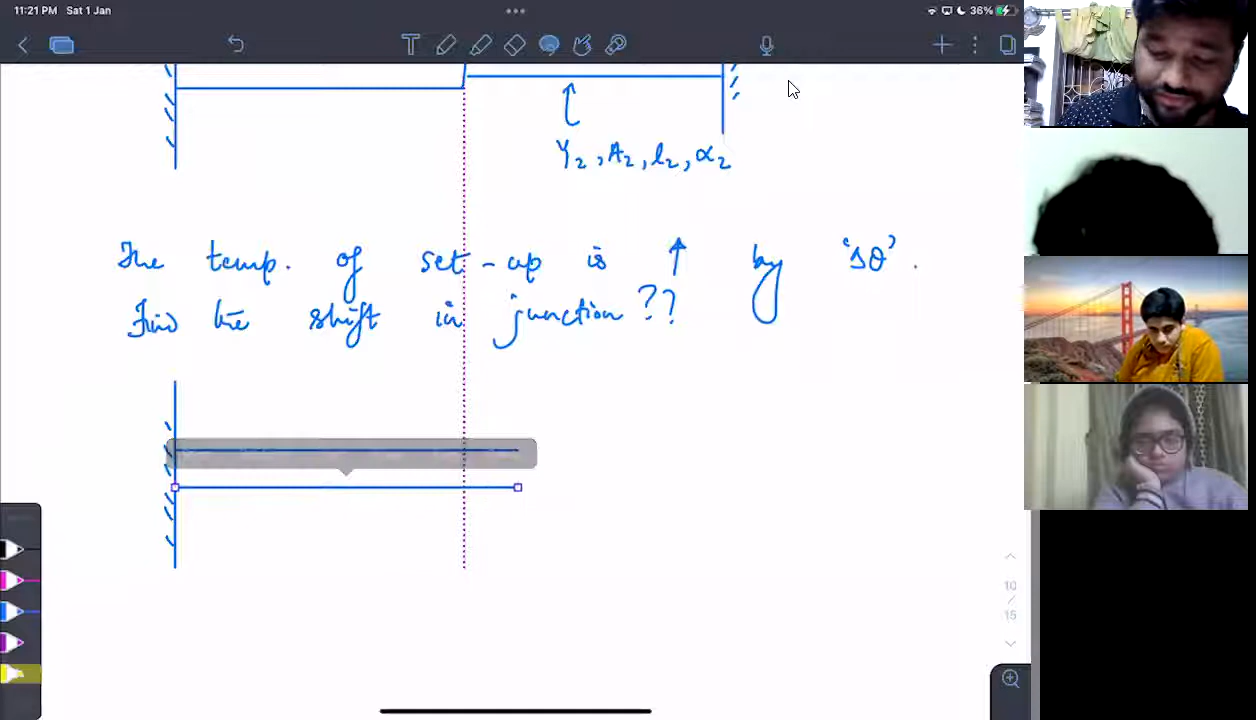 11:21 PM Sat 1 Jan
36%
Y₂, A₂, l₂, α₂
The temp. of set-up is ↑ by 'Δθ'.
Find the shift in junction ??
10
/
15